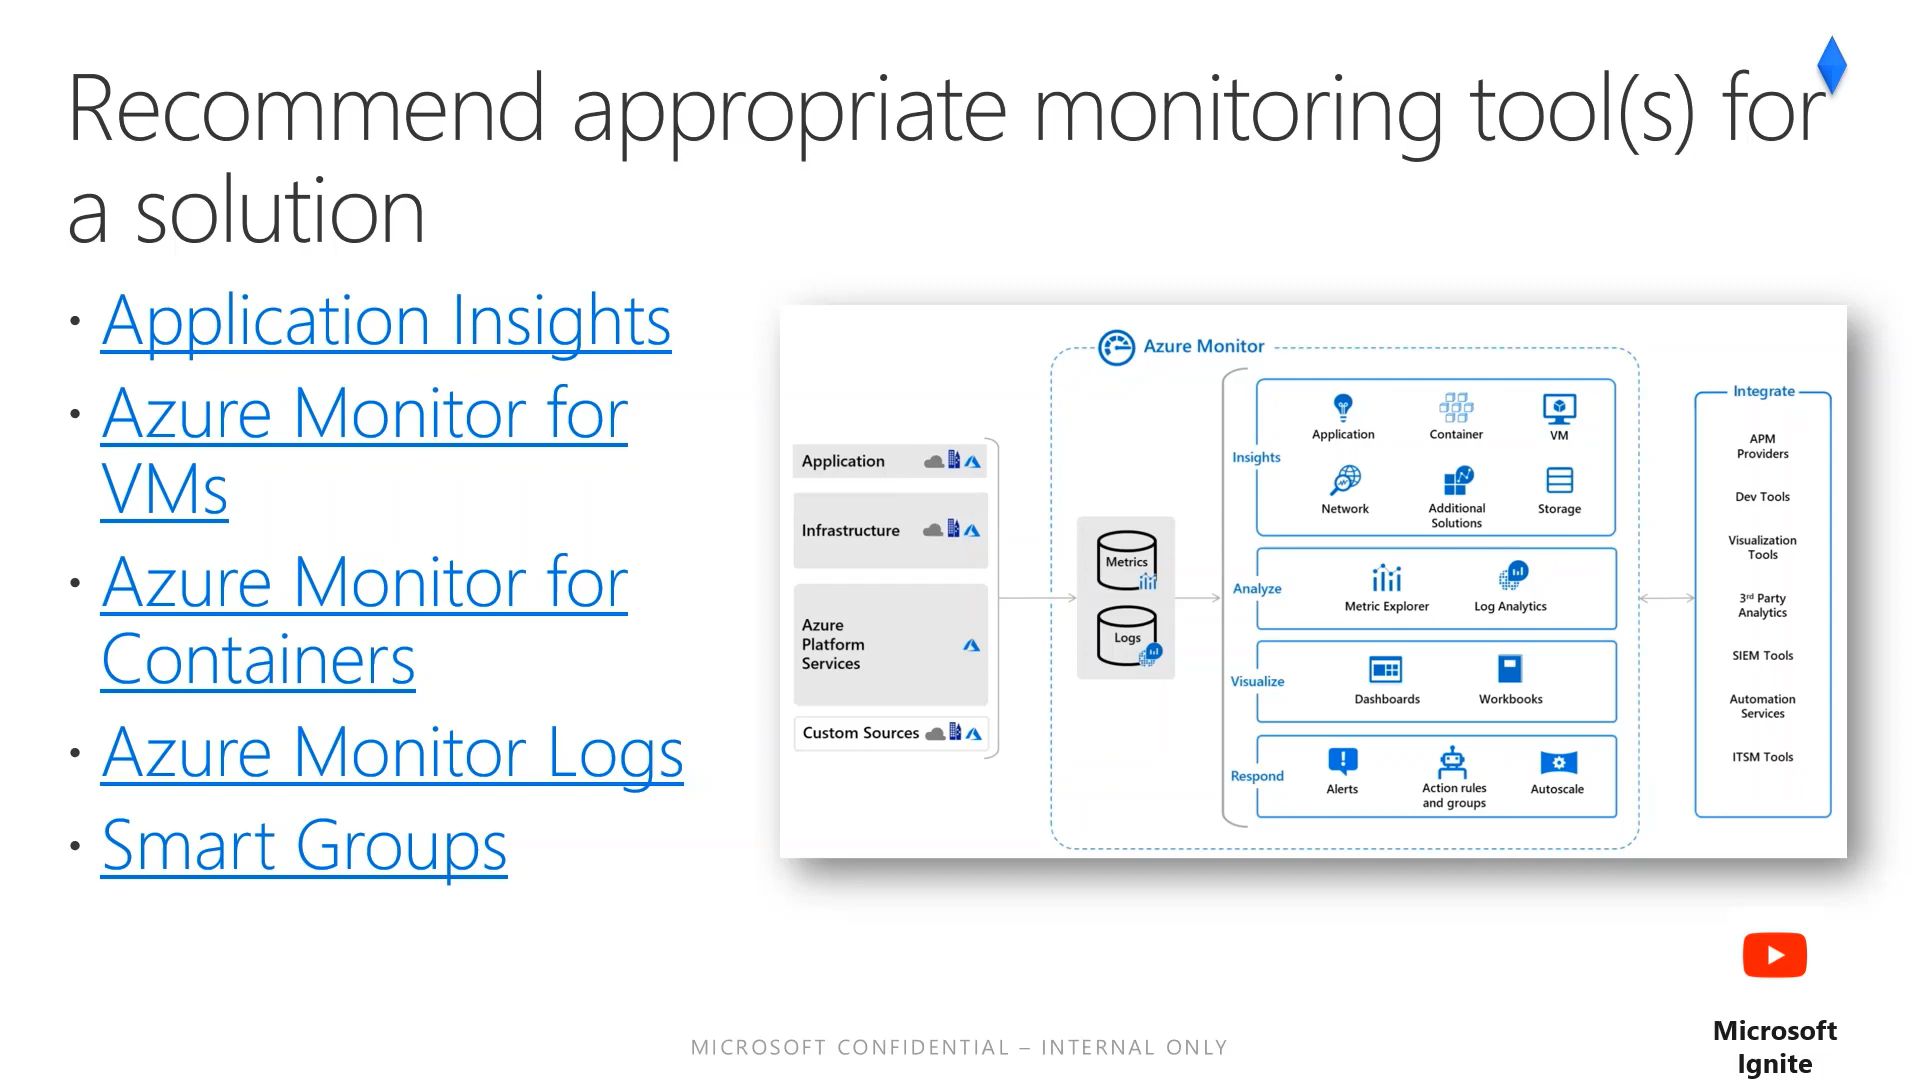 Recommend appropriate monitoring tool(s) for
a solution
• Application Insights
• Azure Monitor for
VMs
• Azure Monitor for
Containers
• Azure Monitor Logs
• Smart Groups
Application
Infrastructure
Azure
Platform
Services
Custom Sources
Azure Monitor
Metrics
Logs
Insights
Application
Container
VM
Network
Additional
Solutions
Storage
Analyze
Metric Explorer
Log Analytics
Visualize
Dashboards
Workbooks
Respond
Alerts
Action rules
and groups
Autoscale
Integrate
APM
Providers
Dev Tools
Visualization
Tools
3rd Party
Analytics
SIEM Tools
Automation
Services
ITSM Tools
MICROSOFT CONFIDENTIAL – INTERNAL ONLY
Microsoft
Ignite